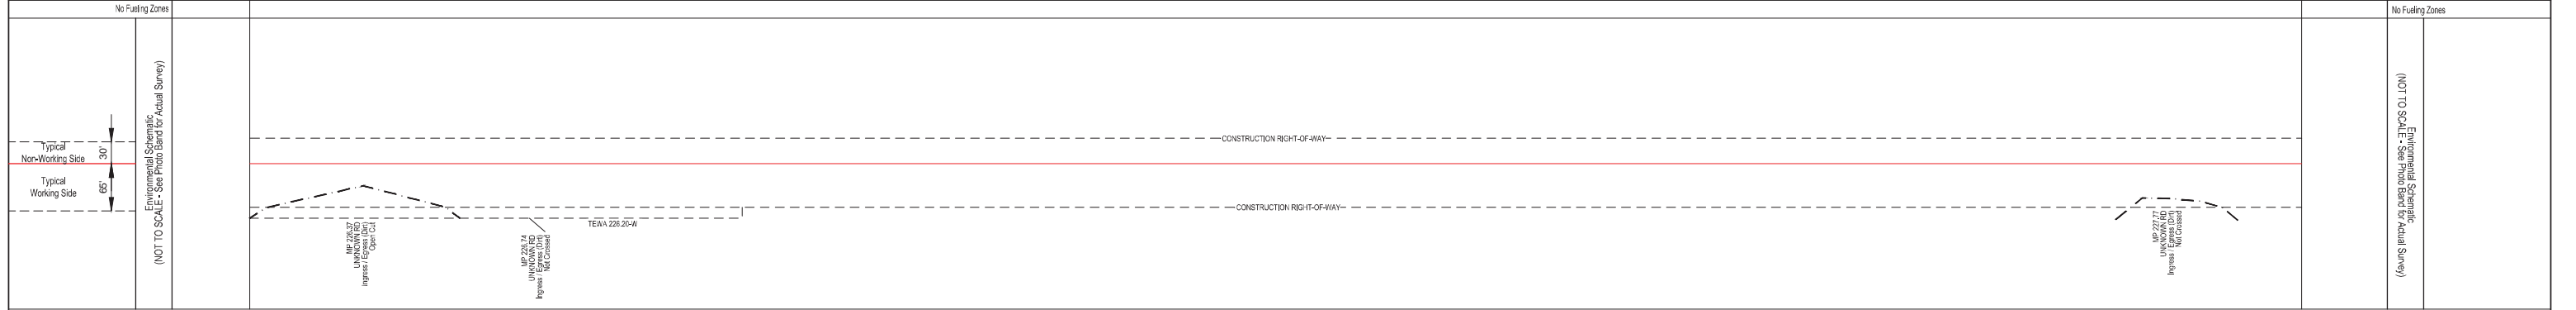 No Fueling Zones
No Fueling Zones
Environmental Schematic
(NOT TO SCALE - See Photo Band for Actual Survey)
Typical
Non-Working Side
30'
Typical
Working Side
65'
CONSTRUCTION RIGHT-OF-WAY
CONSTRUCTION RIGHT-OF-WAY
TEWA 226.20-W
MP 226.37
UNKNOWN RD
Ingress / Egress (Dirt)
Open Cut
MP 226.74
UNKNOWN RD
Ingress / Egress (Dirt)
Not Crossed
MP 227.77
UNKNOWN RD
Ingress / Egress (Dirt)
Not Crossed
Environmental Schematic
(NOT TO SCALE - See Photo Band for Actual Survey)